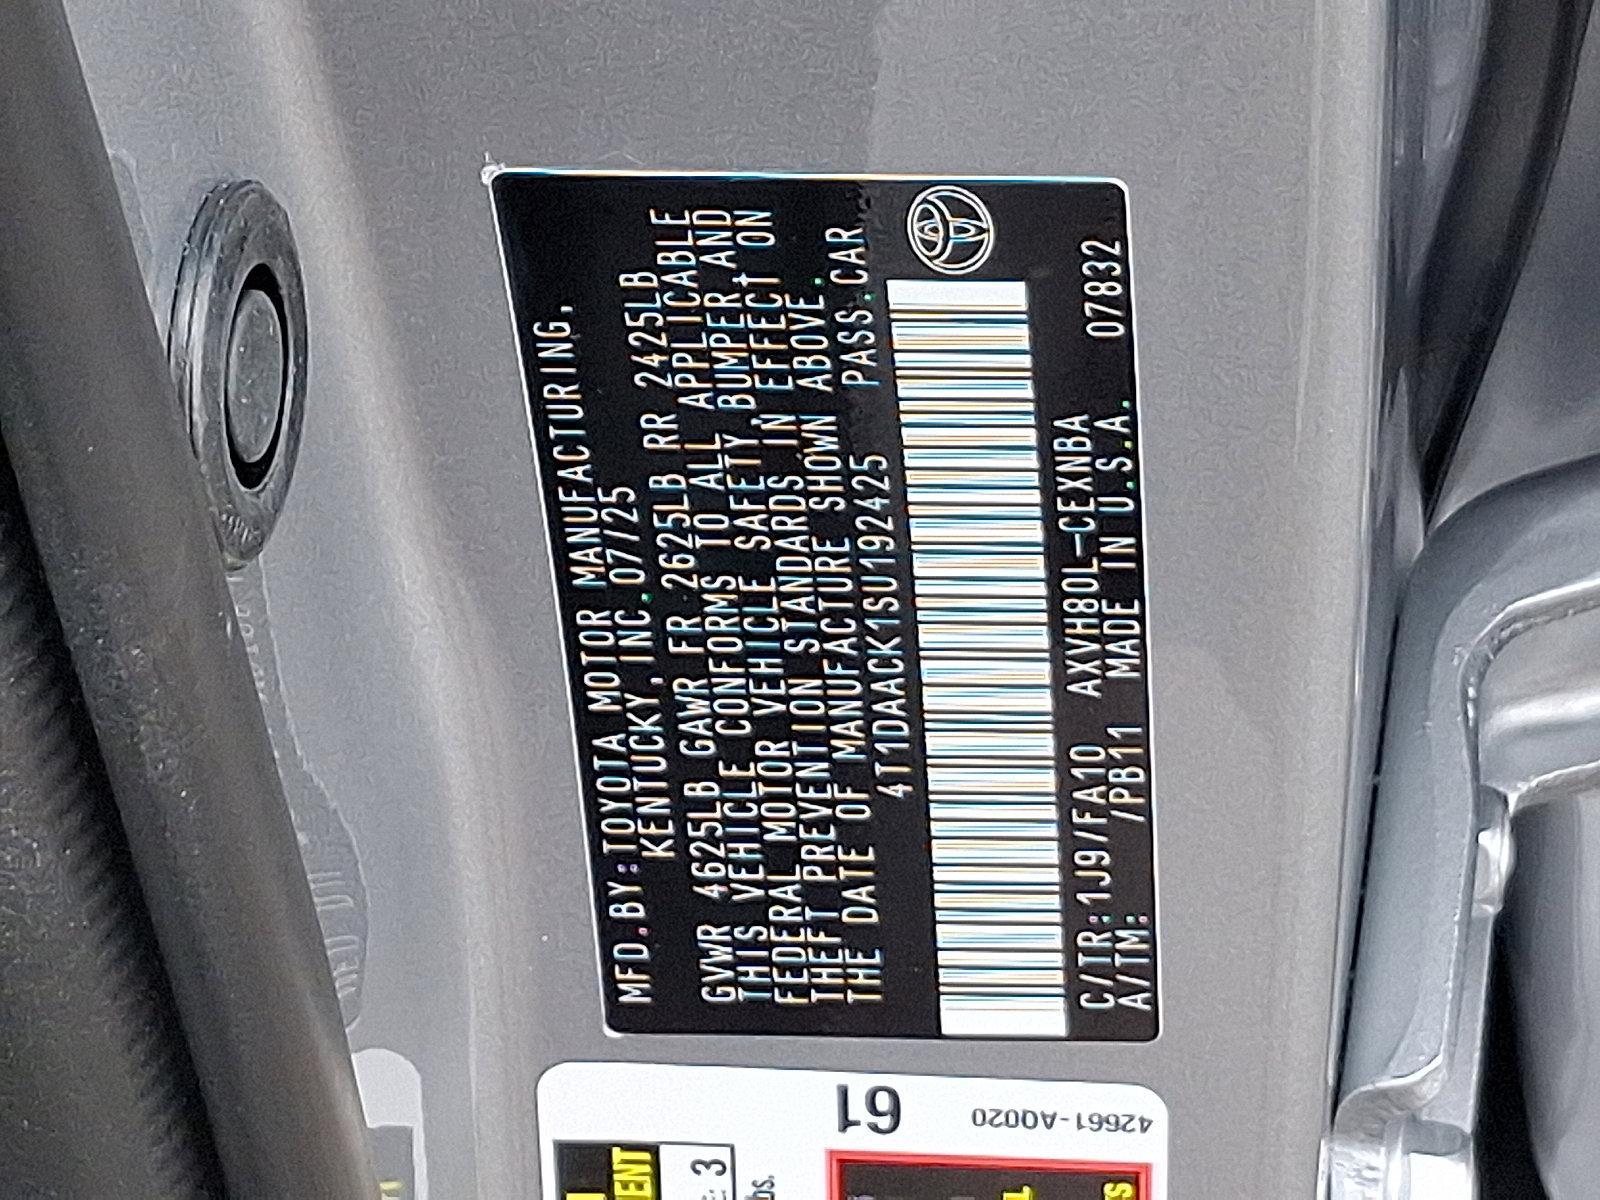 MFD.BY:TOYOTA MOTOR MANUFACTURING,
KENTUCKY, INC. 07/25
GVWR 4625LB GAWR FR 2625LB RR 2425LB
THIS VEHICLE CONFORMS TO ALL APPLICABLE
FEDERAL MOTOR VEHICLE SAFETY, BUMPER, AND
THEFT PREVENTION STANDARDS IN EFFECT ON
THE DATE OF MANUFACTURE SHOWN ABOVE.
4T1DAACK1SU192425 PASS.CAR
C/TR:1J9/FA10 AXVH80L-CEXNBA 07832
A/TM: /PB11 MADE IN U.S.A.
61
42661-A0020
3